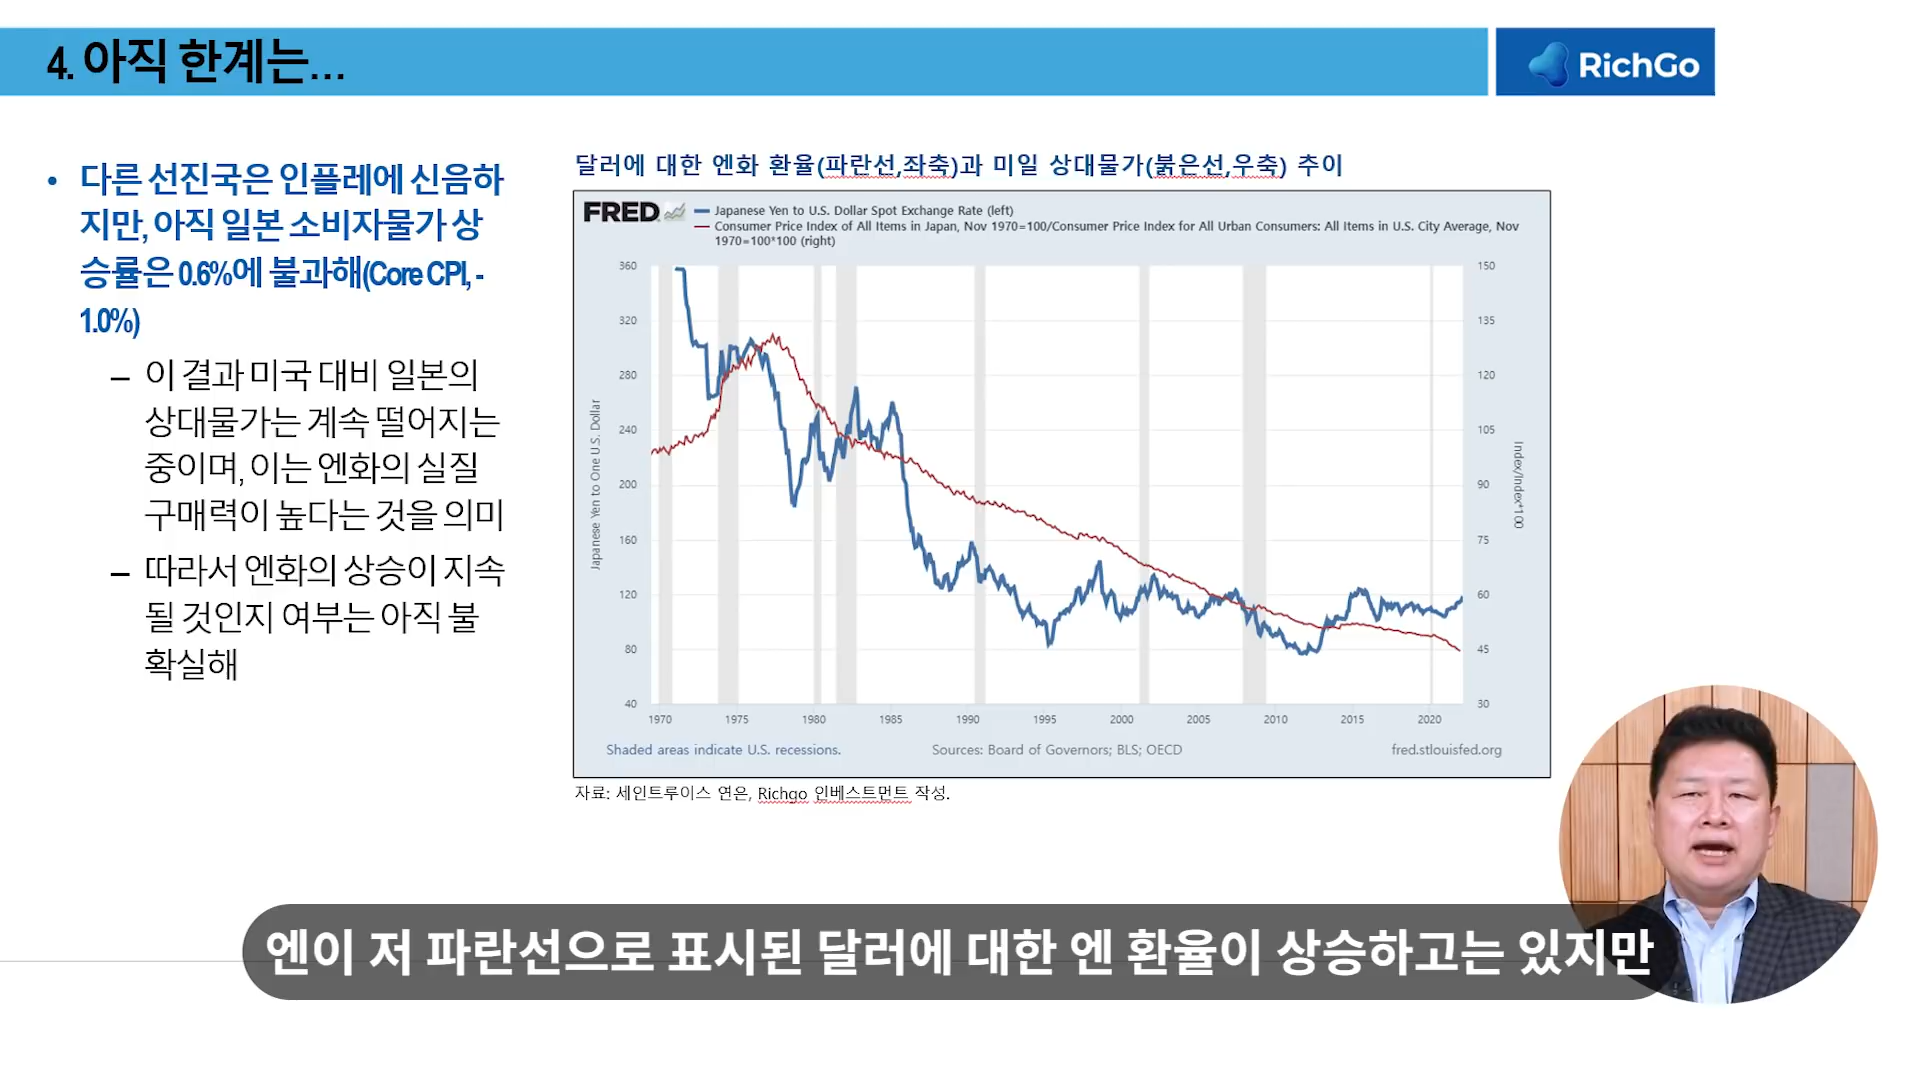 4. 아직 한계는...
RichGo
• 다른 선진국은 인플레에 신음하
지만, 아직 일본 소비자물가 상
승률은 0.6%에 불과해(Core CPI, -
1.0%)
– 이 결과 미국 대비 일본의
상대물가는 계속 떨어지는
중이며, 이는 엔화의 실질
구매력이 높다는 것을 의미
– 따라서 엔화의 상승이 지속
될 것인지 여부는 아직 불
확실해
달러에 대한 엔화 환율(파란선,좌축)과 미일 상대물가(붉은선,우축) 추이
FRED
Japanese Yen to U.S. Dollar Spot Exchange Rate (left)
Consumer Price Index of All Items in Japan, Nov 1970=100/Consumer Price Index for All Urban Consumers: All Items in U.S. City Average, Nov
1970=100*100 (right)
Japanese Yen to One U.S. Dollar
360
320
280
240
200
160
120
80
40
150
135
120
105
90
75
60
45
30
Index/Index*100
1970 1975 1980 1985 1990 1995 2000 2005 2010 2015 2020
Shaded areas indicate U.S. recessions.
Sources: Board of Governors; BLS; OECD
fred.stlouisfed.org
자료: 세인트루이스 연은, Richgo 인베스트먼트 작성.
엔이 저 파란선으로 표시된 달러에 대한 엔 환율이 상승하고는 있지만